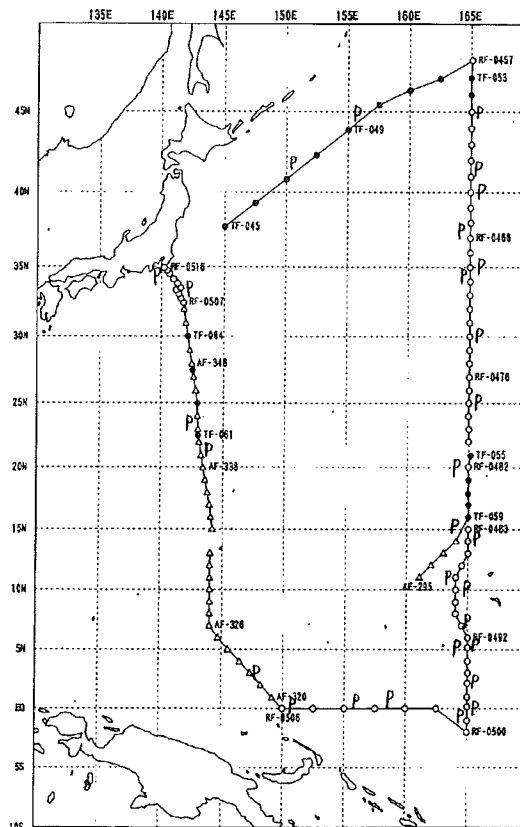 135E 140E 145E 150E 155E 160E 165E
RF-0457
TF-053
45N
P
P
TF-049
P
P
40N
P
TF-045
P
P
RF-0466
35N
P
RF-0516
P
P
P
RF-0507
30N
TF-064
P
AF-348
RF-0476
25N
P
P
TF-061
P
TF-055
20N
AF-338
P
RF-0482
TF-059
15N
P
RF-0483
P
10N
AF-295
P
P
5N
AF-326
P
RF-0492
P
P
P
AF-320
P
EQ
P
P
P
P
P
RF-0506
P
RF-0500
5S
10S